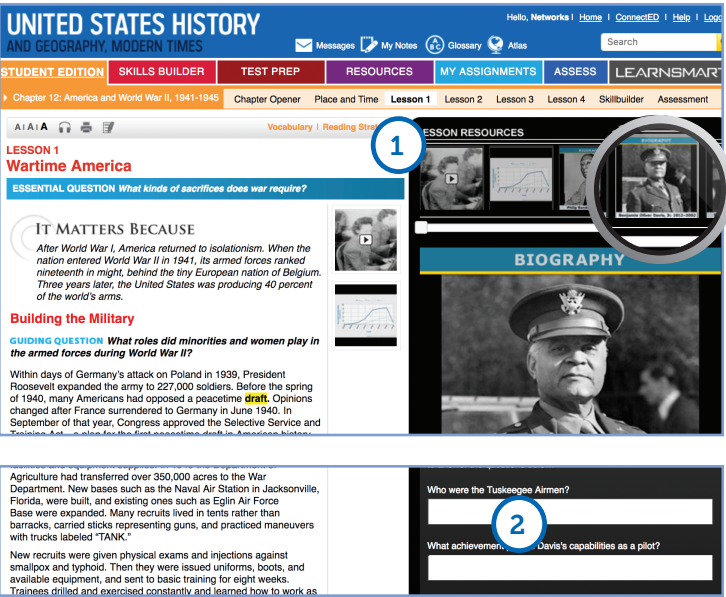 UNITED STATES HISTORY
AND GEOGRAPHY, MODERN TIMES
Hello, Networks | Home | ConnectED | Help |
Messages My Notes Glossary Atlas
Search
STUDENT EDITION SKILLS BUILDER TEST PREP RESOURCES MY ASSIGNMENTS ASSESS LEARNSMAR
Chapter 12: America and World War II, 1941-1945 Chapter Opener Place and Time Lesson 1 Lesson 2 Lesson 3 Lesson 4 Skillbuilder Assessment
A | A | A
Vocabulary | Reading
1
ESSON RESOURCES
BIOGRAPHY
Benjamin Oliver Davis, Sr.
LESSON 1
Wartime America
ESSENTIAL QUESTION What kinds of sacrifices does war require?
IT MATTERS BECAUSE
After World War I, America returned to isolationism. When the
nation entered World War II in 1941, its armed forces ranked
nineteenth in might, behind the tiny European nation of Belgium.
Three years later, the United States was producing 40 percent
of the world's arms.
Building the Military
GUIDING QUESTION What roles did minorities and women play in
the armed forces during World War II?
Within days of Germany's attack on Poland in 1939, President
Roosevelt expanded the army to 227,000 soldiers. Before the spring
of 1940, many Americans had opposed a peacetime draft. Opinions
changed after France surrendered to Germany in June 1940. In
September of that year, Congress approved the Selective Service and
BIOGRAPHY
Agriculture had transferred over 350,000 acres to the War
Department. New bases such as the Naval Air Station in Jacksonville,
Florida, were built, and existing ones such as Eglin Air Force
Base were expanded. Many recruits lived in tents rather than
barracks, carried sticks representing guns, and practiced maneuvers
with trucks labeled "TANK."
New recruits were given physical exams and injections against
smallpox and typhoid. Then they were issued uniforms, boots, and
available equipment, and sent to basic training for eight weeks.
Trainees drilled and exercised constantly and learned how to work as
Who were the Tuskeegee Airmen?
2
What achievement Davis's capabilities as a pilot?